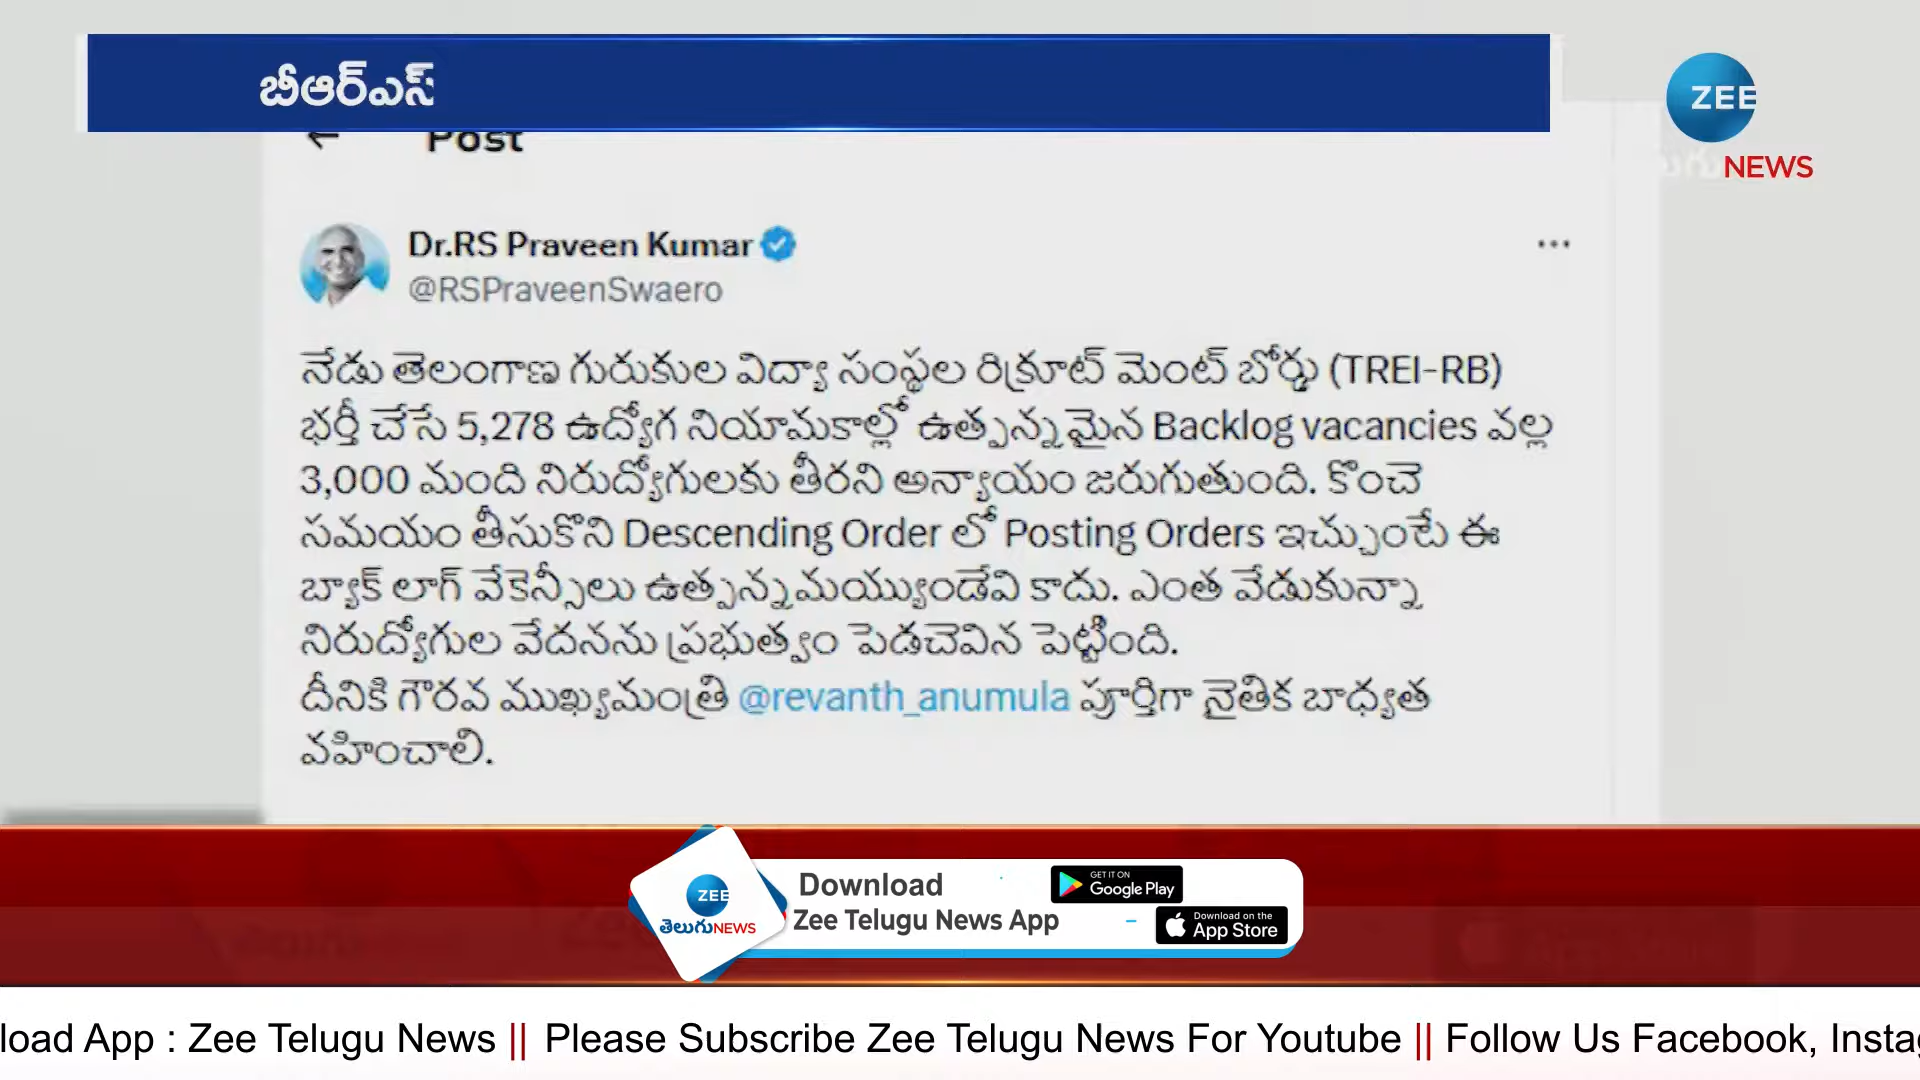 బీఆర్ఎస్
ZEE
NEWS
Post
Dr.RS Praveen Kumar
@RSPraveenSwaero
నేడు తెలంగాణ గురుకుల విద్యా సంస్థల రిక్రూట్ మెంట్ బోర్డు (TREI-RB)
భర్తీ చేసే 5,278 ఉద్యోగ నియామకాల్లో ఉత్పన్నమైన Backlog vacancies వల్ల
3,000 మంది నిరుద్యోగులకు తీరని అన్యాయం జరుగుతుంది. కొంచె
సమయం తీసుకొని Descending Order లో Posting Orders ఇచ్చుంటే ఈ
బ్యాక్ లాగ్ వేకెన్సీలు ఉత్పన్నమయ్యుండేవి కాదు. ఎంత వేడుకున్నా
నిరుద్యోగుల వేదనను ప్రభుత్వం పెడచెవిన పెట్టింది.
దీనికి గౌరవ ముఖ్యమంత్రి @revanth_anumula పూర్తిగా నైతిక బాధ్యత
వహించాలి.
ZEE
తెలుగు NEWS
Download
Zee Telugu News App
GET IT ON
Google Play
Download on the
App Store
load App : Zee Telugu News || Please Subscribe Zee Telugu News For Youtube || Follow Us Facebook, Insta